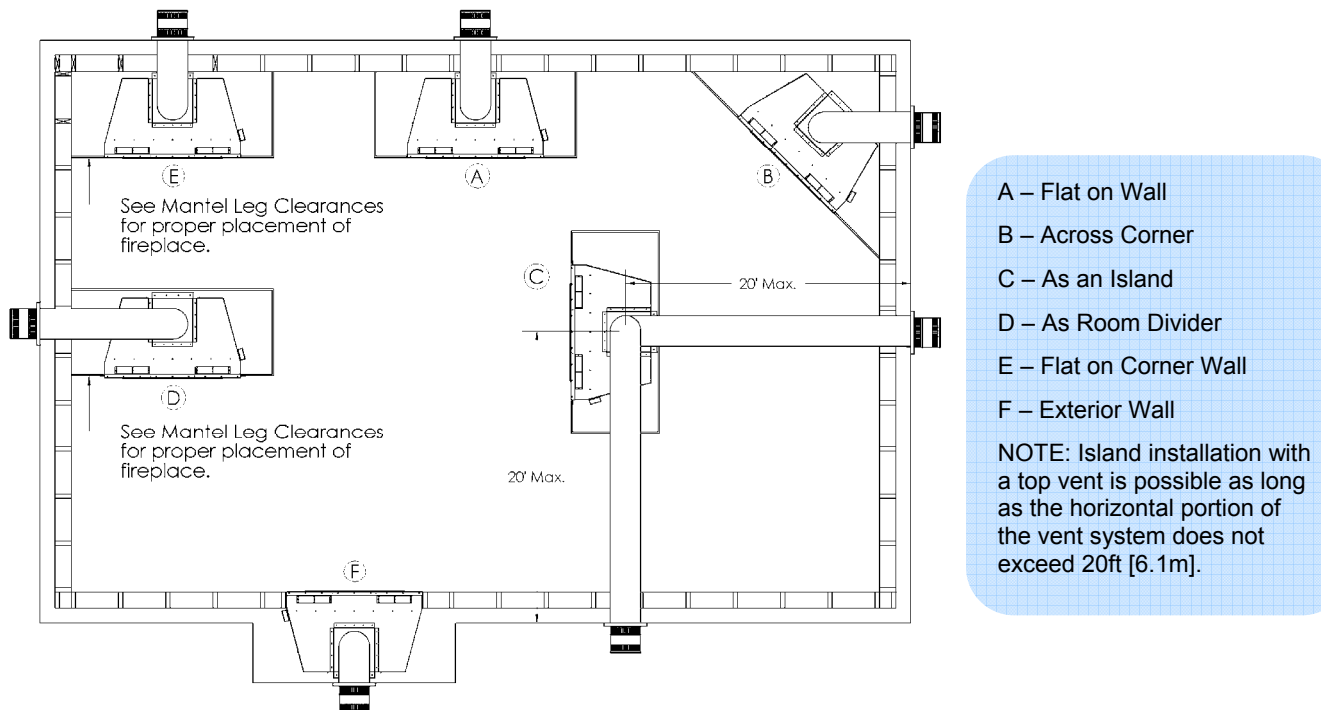 E
A
B
See Mantel Leg Clearances
for proper placement of
fireplace.
C
20' Max.
D
See Mantel Leg Clearances
for proper placement of
fireplace.
20' Max.
F
A – Flat on Wall
B – Across Corner
C – As an Island
D – As Room Divider
E – Flat on Corner Wall
F – Exterior Wall
NOTE: Island installation with
a top vent is possible as long
as the horizontal portion of
the vent system does not
exceed 20ft [6.1m].